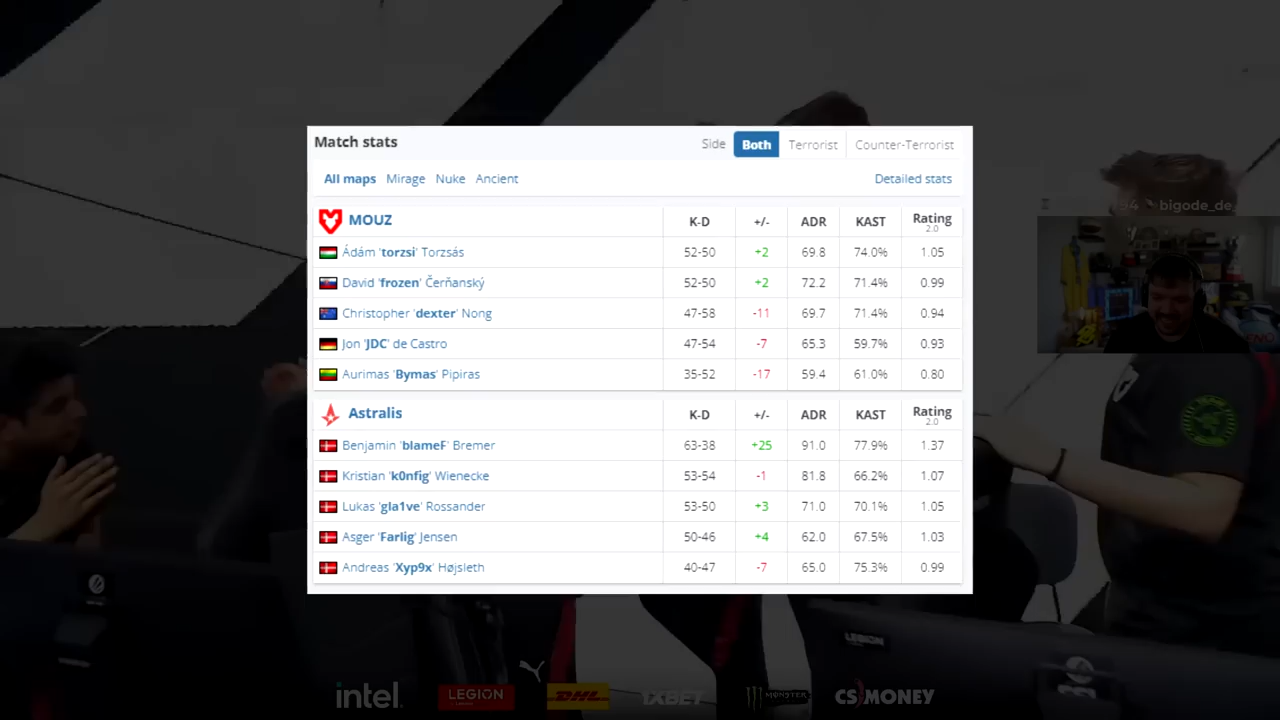 Match stats
Side Both Terrorist Counter-Terrorist
All maps Mirage Nuke Ancient Detailed stats
MOUZ K-D +/- ADR KAST Rating 2.0
Ádám 'torzsi' Torzsás 52-50 +2 69.8 74.0% 1.05
David 'frozen' Čerňanský 52-50 +2 72.2 71.4% 0.99
Christopher 'dexter' Nong 47-58 -11 69.7 71.4% 0.94
Jon 'JDC' de Castro 47-54 -7 65.3 59.7% 0.93
Aurimas 'Bymas' Pipiras 35-52 -17 59.4 61.0% 0.80
Astralis K-D +/- ADR KAST Rating 2.0
Benjamin 'blameF' Bremer 63-38 +25 91.0 77.9% 1.37
Kristian 'k0nfig' Wienecke 53-54 -1 81.8 66.2% 1.07
Lukas 'gla1ve' Rossander 53-50 +3 71.0 70.1% 1.05
Asger 'Farlig' Jensen 50-46 +4 62.0 67.5% 1.03
Andreas 'Xyp9x' Højsleth 40-47 -7 65.0 75.3% 0.99
bigode_de_
LEGION
intel. LEGION DHL 1XBET MONSTER CS MONEY